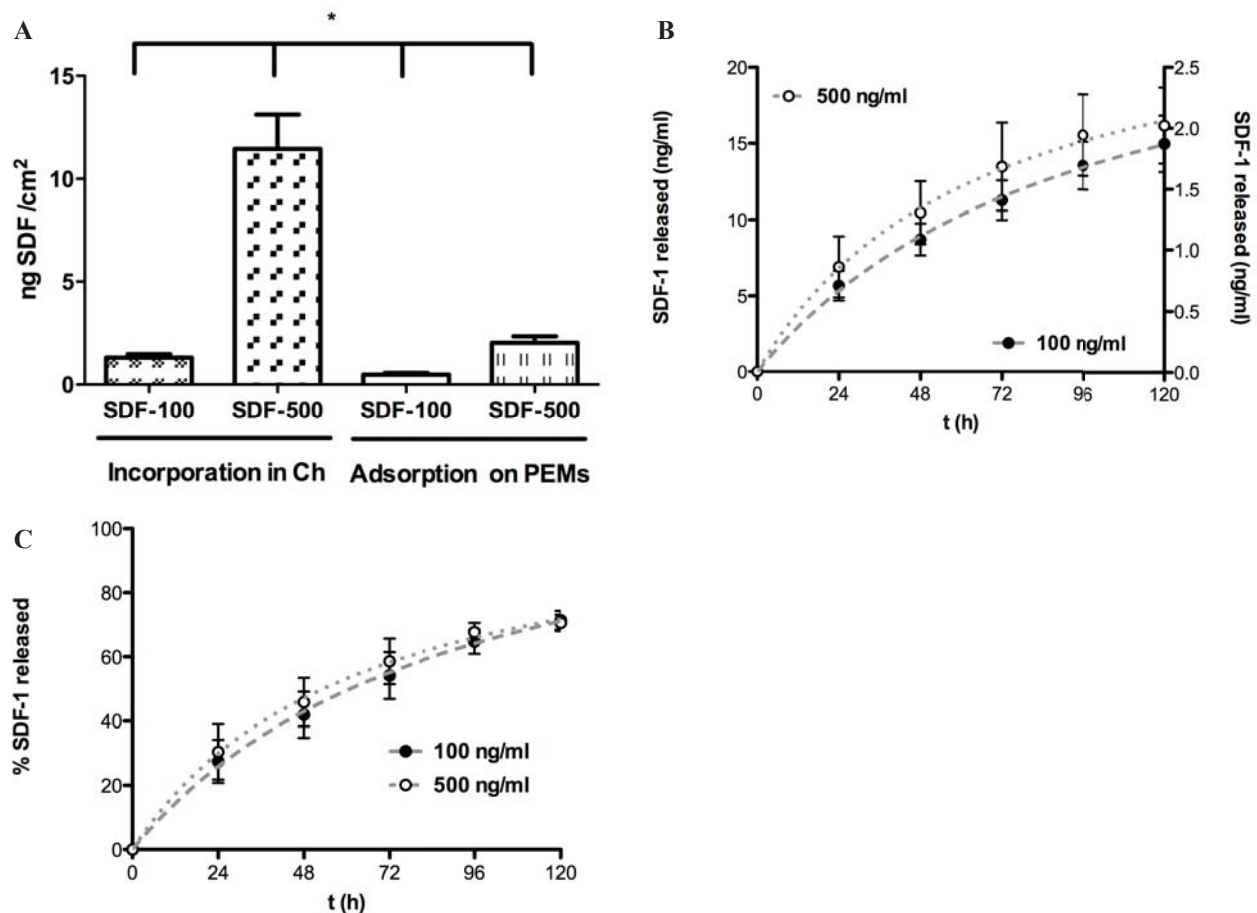 A
*
ng SDF /cm²
15
10
5
0
SDF-100 SDF-500 SDF-100 SDF-500
Incorporation in Ch Adsorption on PEMs
B
SDF-1 released (ng/ml)
20
15
10
5
0
500 ng/ml
100 ng/ml
2.5
2.0
1.5
1.0
0.5
0.0
SDF-1 released (ng/ml)
0 24 48 72 96 120
t (h)
C
% SDF-1 released
100
80
60
40
20
0
100 ng/ml
500 ng/ml
0 24 48 72 96 120
t (h)